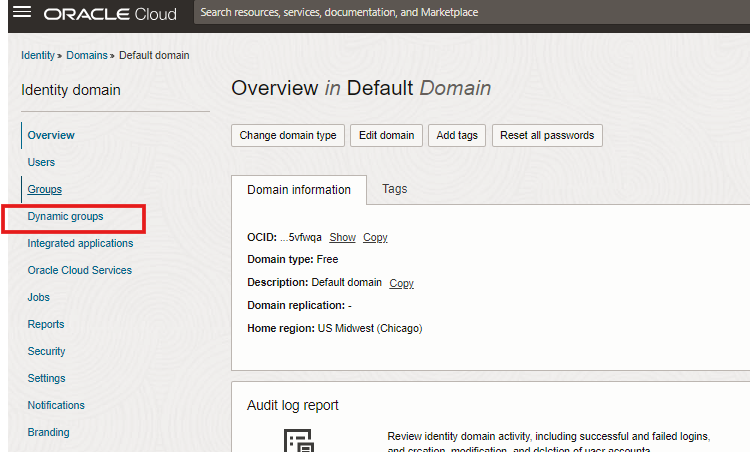 ORACLE Cloud
Search resources, services, documentation, and Marketplace
Identity » Domains » Default domain
Identity domain
Overview
Users
Groups
Dynamic groups
Integrated applications
Oracle Cloud Services
Jobs
Reports
Security
Settings
Notifications
Branding
Overview in Default Domain
Change domain type
Edit domain
Add tags
Reset all passwords
Domain information
Tags
OCID: ...5vfwqa Show Copy
Domain type: Free
Description: Default domain Copy
Domain replication: -
Home region: US Midwest (Chicago)
Audit log report
Review identity domain activity, including successful and failed logins,
and creation, modification, and deletion of user accounts.